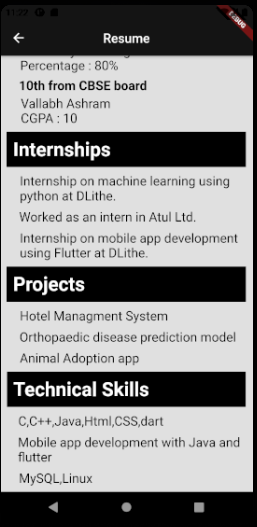 11:22
DEBUG
Resume
Percentage : 80%
10th from CBSE board
Vallabh Ashram
CGPA : 10
Internships
Internship on machine learning using
python at DLithe.
Worked as an intern in Atul Ltd.
Internship on mobile app development
using Flutter at DLithe.
Projects
Hotel Managment System
Orthopaedic disease prediction model
Animal Adoption app
Technical Skills
C,C++,Java,Html,CSS,dart
Mobile app development with Java and
flutter
MySQL,Linux